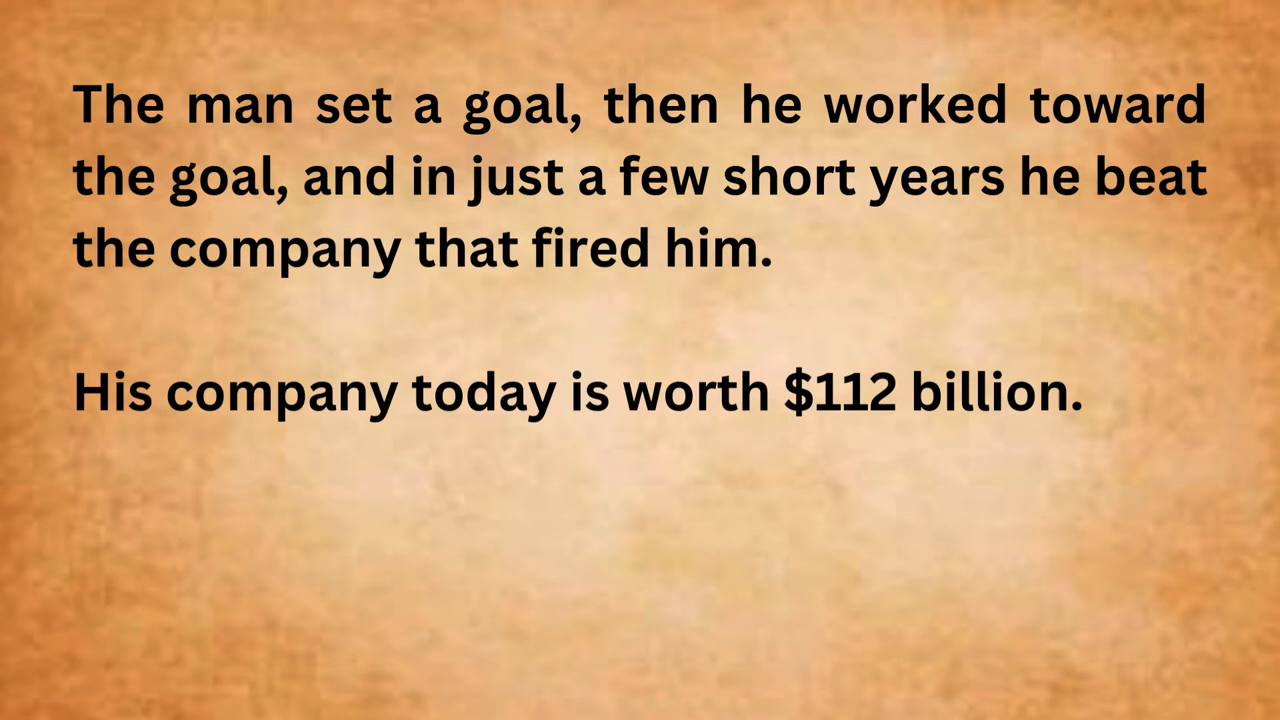 The man set a goal, then he worked toward
the goal, and in just a few short years he beat
the company that fired him.
His company today is worth $112 billion.